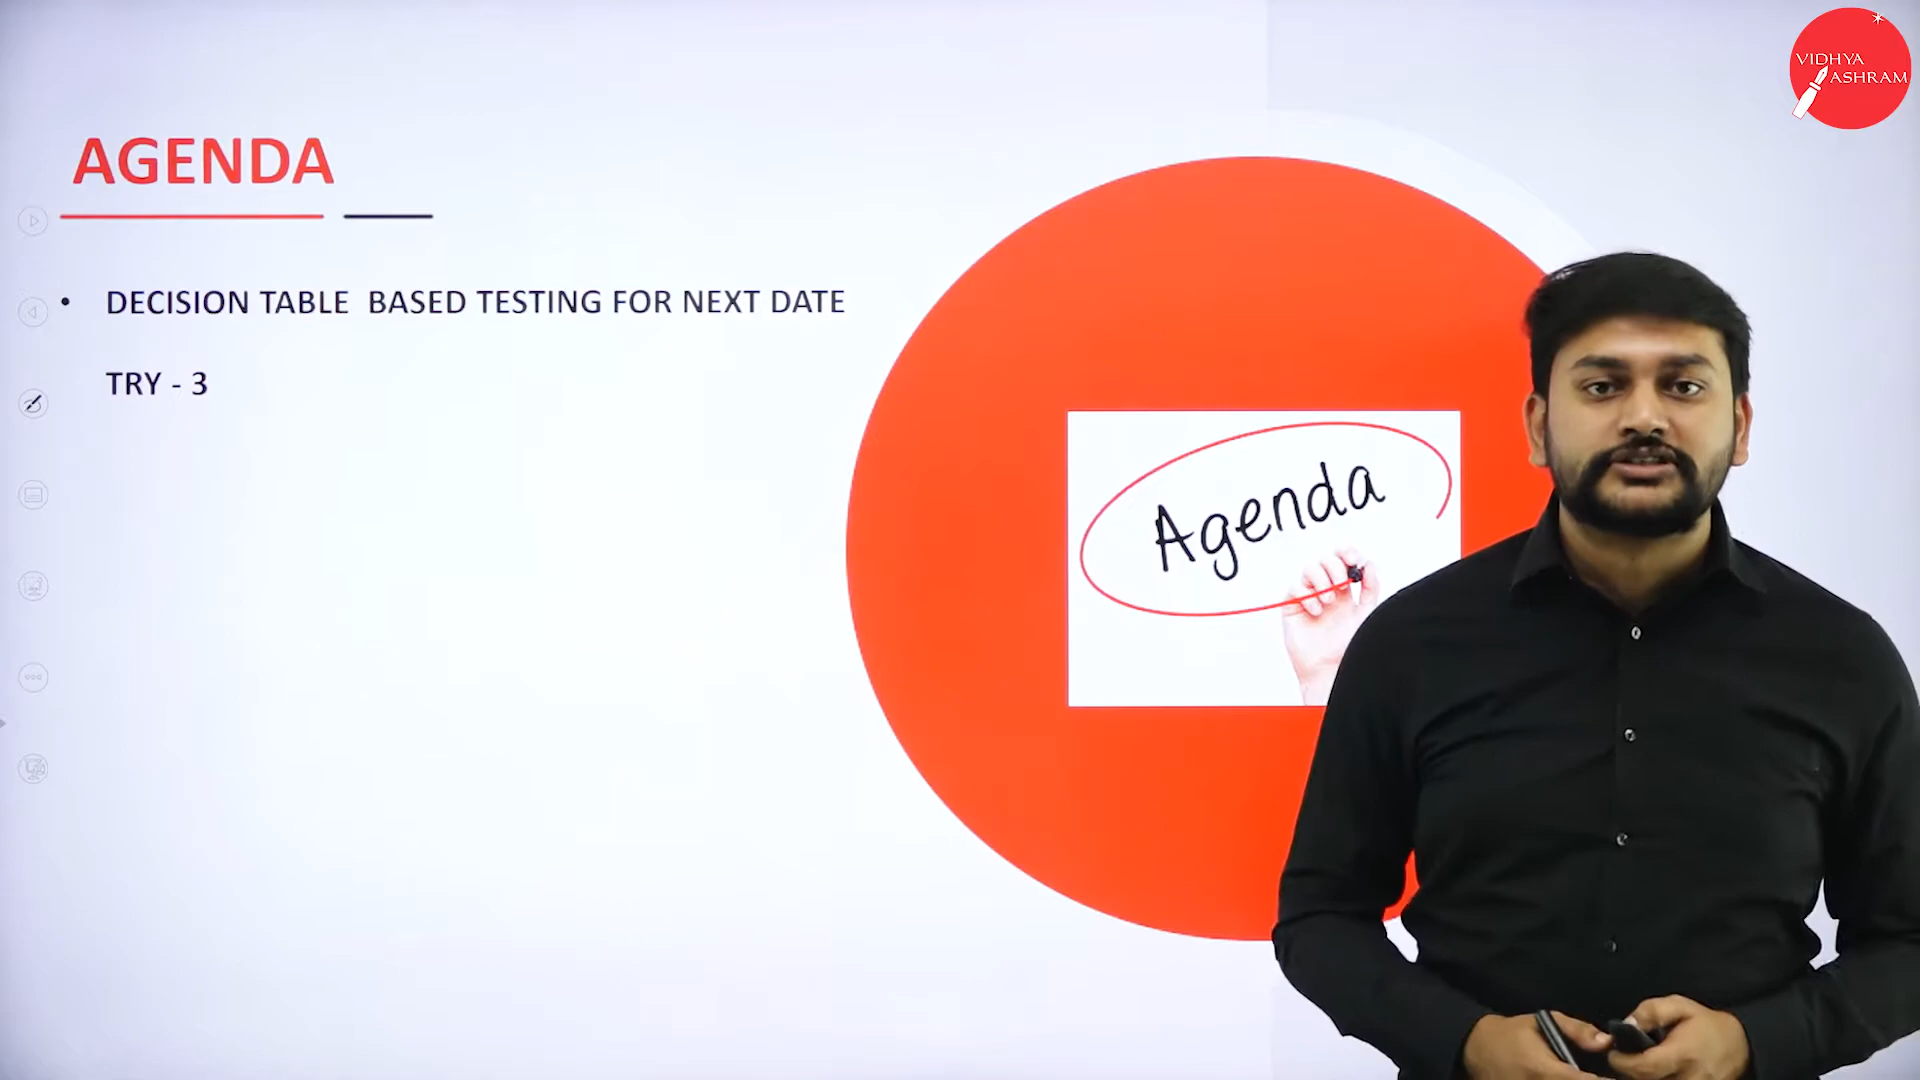 VIDHYA
ASHRAM
AGENDA
• DECISION TABLE BASED TESTING FOR NEXT DATE
TRY - 3
Agenda